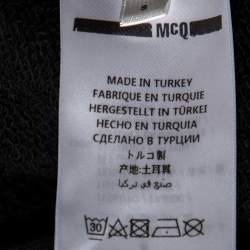 S
McQ
MADE IN TURKEY
FABRIQUE EN TURQUIE
HERGESTELLT IN TÜRKEI
HECHO EN TURQUIA
СДЕЛАНО В ТУРЦИИ
トルコ製
产地:土耳其
صنع في تركيا
30